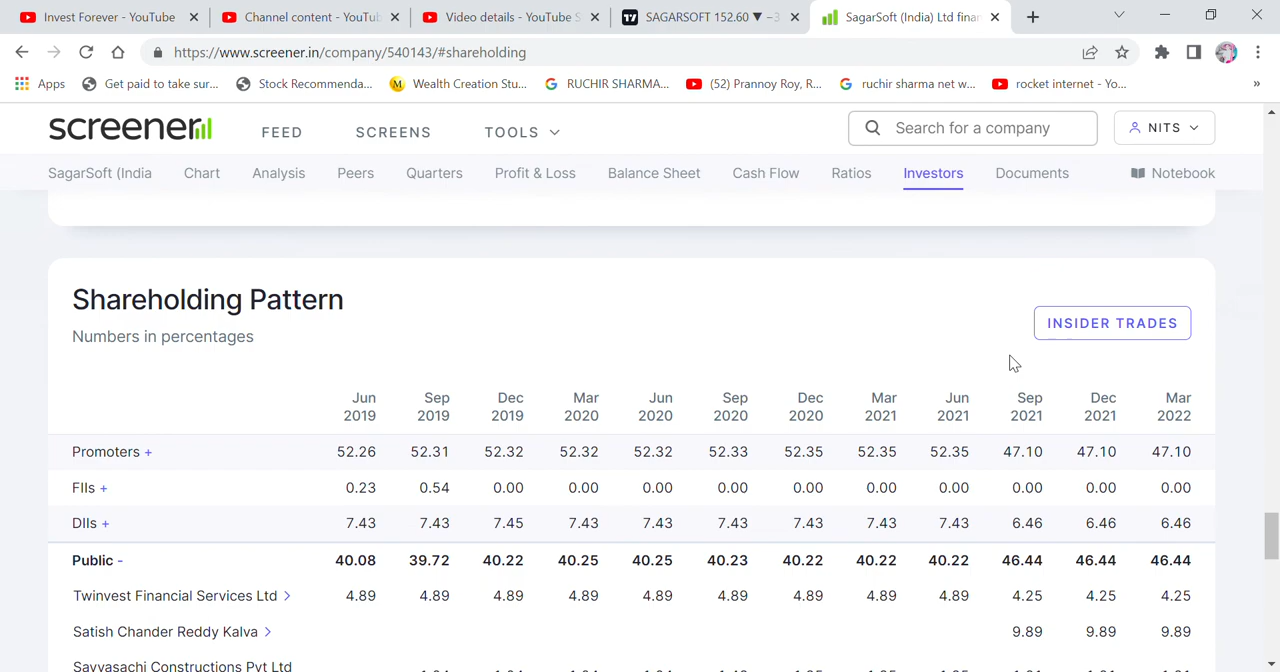 Invest Forever - YouTube
Channel content - YouTub
Video details - YouTube S
SAGARSOFT 152.60 ▼ −3
SagarSoft (India) Ltd finan
https://www.screener.in/company/540143/#shareholding
Apps
Get paid to take sur...
Stock Recommenda...
Wealth Creation Stu...
RUCHIR SHARMA...
(52) Prannoy Roy, R...
ruchir sharma net w...
rocket internet - Yo...
»
screener
FEED
SCREENS
TOOLS
Search for a company
NITS
SagarSoft (India
Chart
Analysis
Peers
Quarters
Profit & Loss
Balance Sheet
Cash Flow
Ratios
Investors
Documents
Notebook
Shareholding Pattern
Numbers in percentages
INSIDER TRADES
Jun 2019 Sep 2019 Dec 2019 Mar 2020 Jun 2020 Sep 2020 Dec 2020 Mar 2021 Jun 2021 Sep 2021 Dec 2021 Mar 2022
Promoters + 52.26 52.31 52.32 52.32 52.32 52.33 52.35 52.35 52.35 47.10 47.10 47.10
FIIs + 0.23 0.54 0.00 0.00 0.00 0.00 0.00 0.00 0.00 0.00 0.00 0.00
DIIs + 7.43 7.43 7.45 7.43 7.43 7.43 7.43 7.43 7.43 6.46 6.46 6.46
Public - 40.08 39.72 40.22 40.25 40.25 40.23 40.22 40.22 40.22 46.44 46.44 46.44
Twinvest Financial Services Ltd 4.89 4.89 4.89 4.89 4.89 4.89 4.89 4.89 4.89 4.25 4.25 4.25
Satish Chander Reddy Kalva 9.89 9.89 9.89
Savyasachi Constructions Pvt Ltd